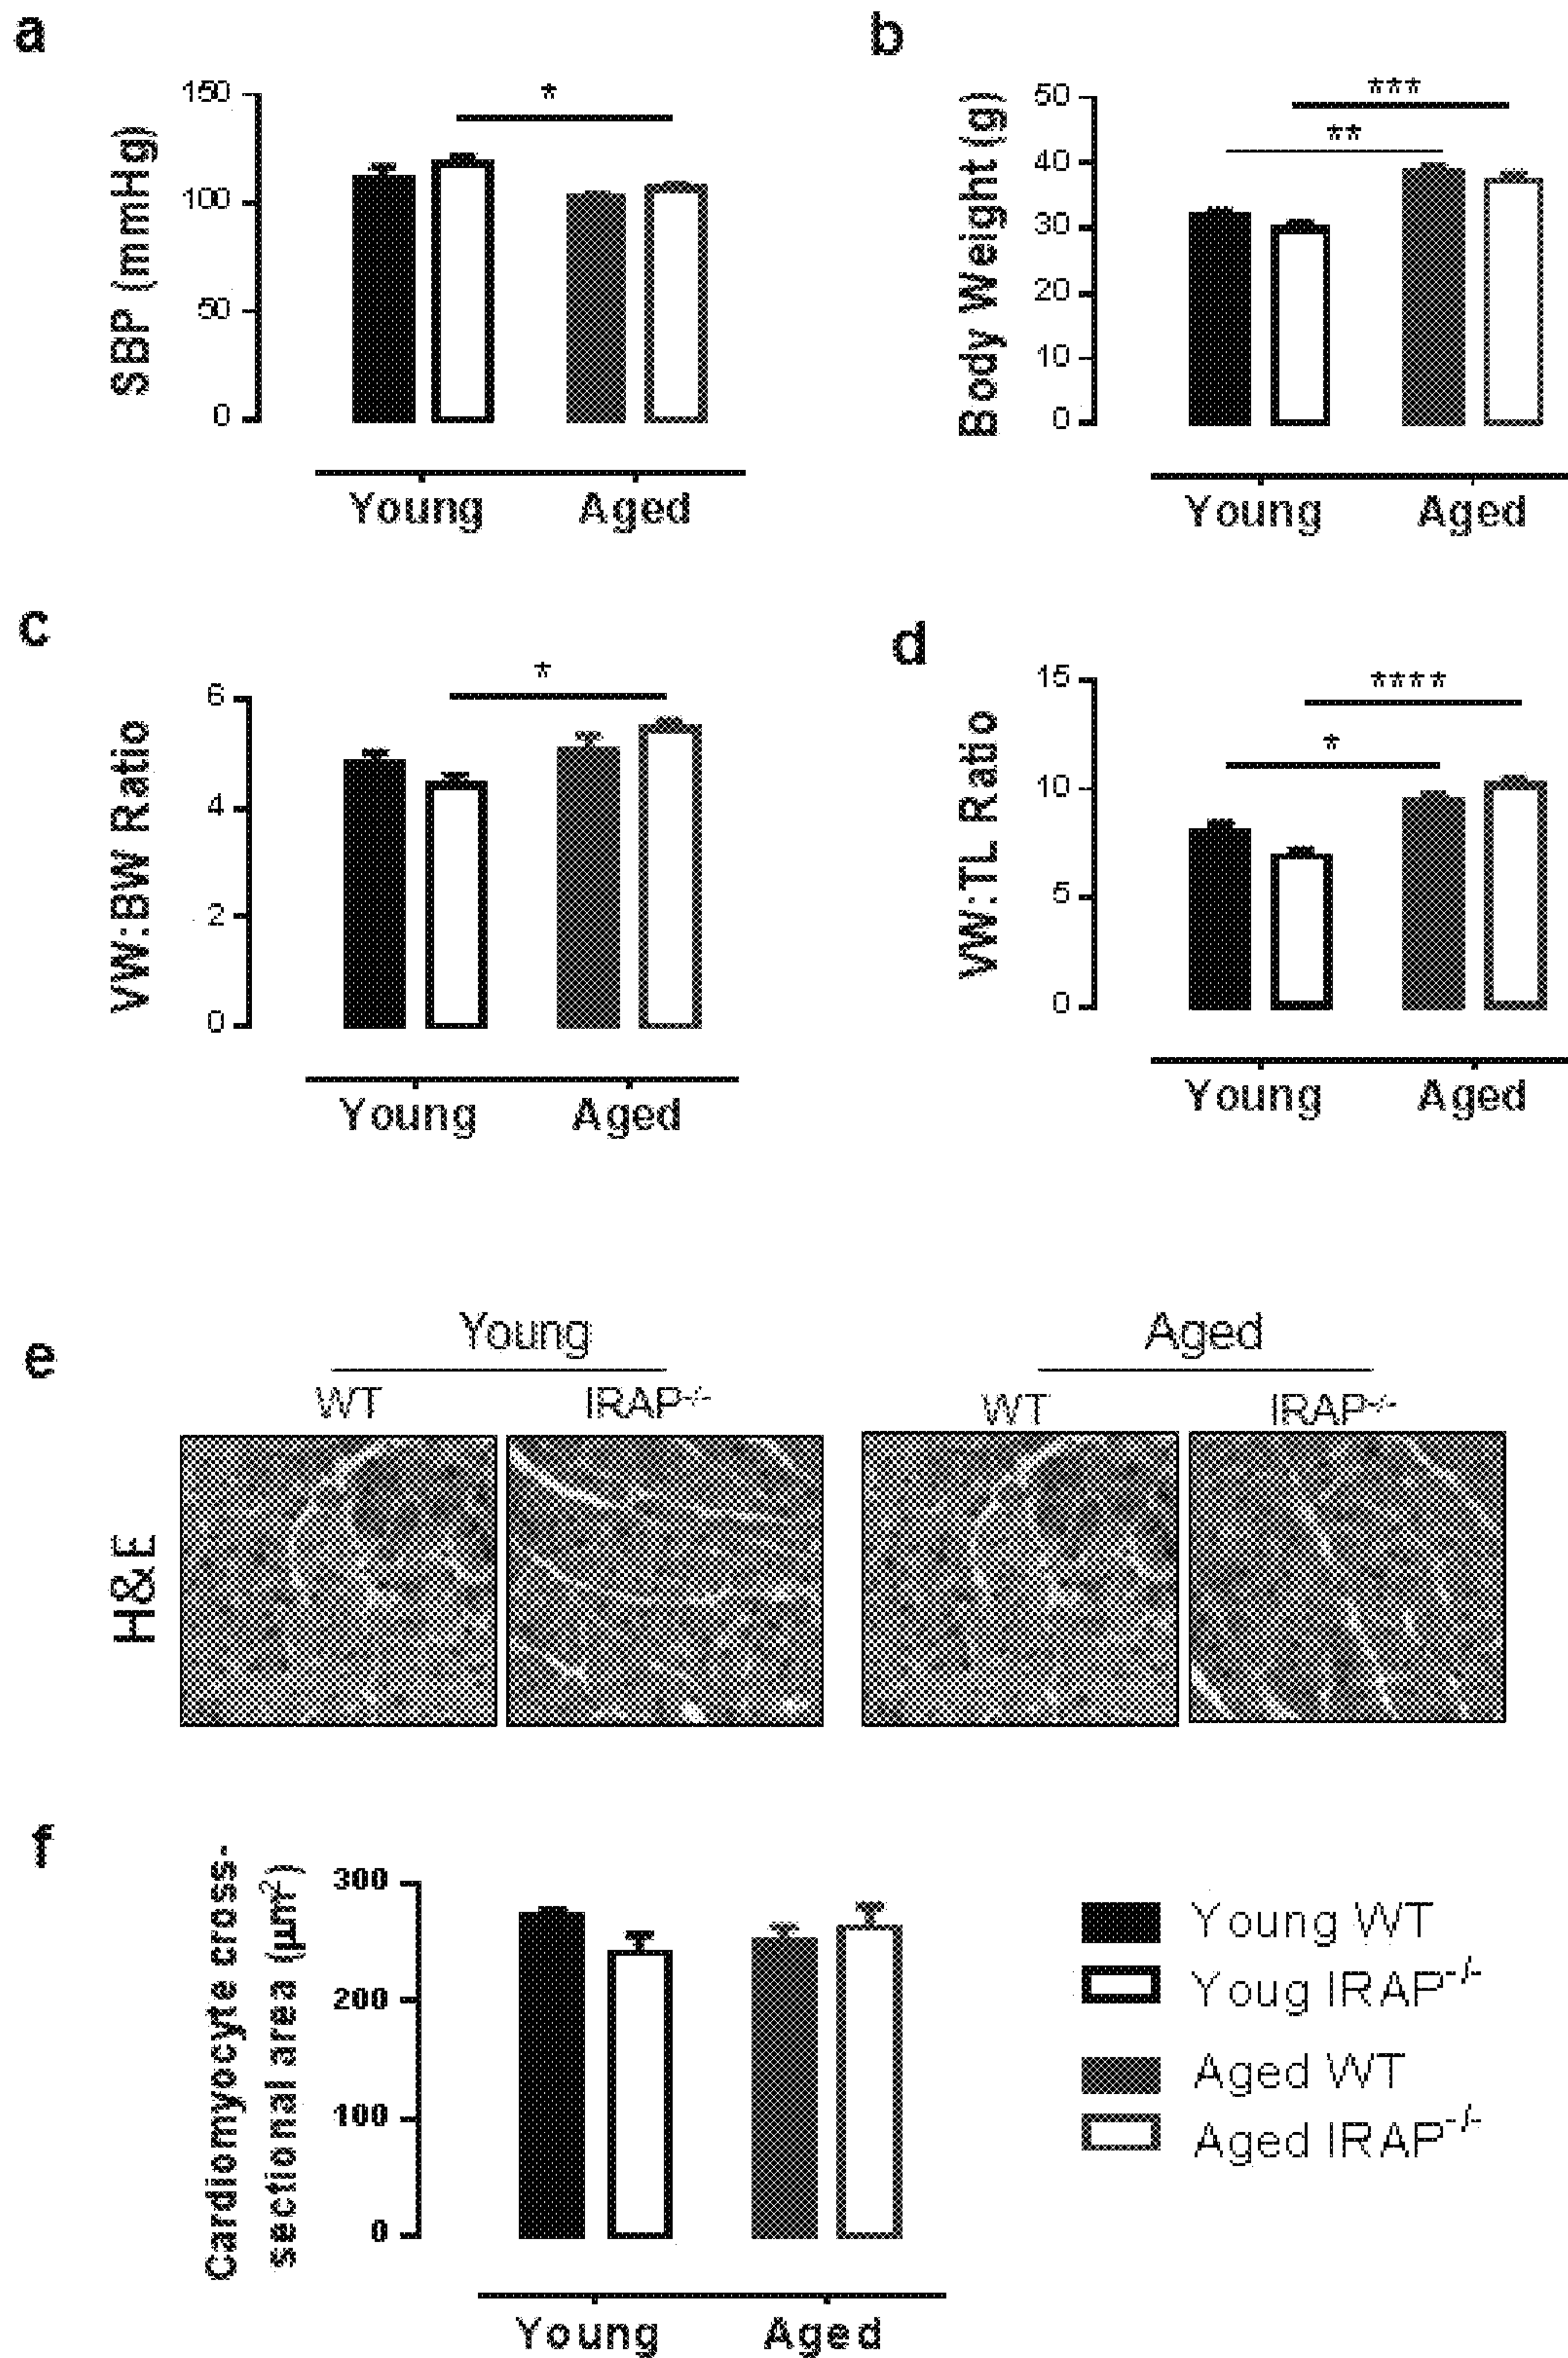 a
SBP (mmHg)
150
100
50
0
*
Young Aged
b
Body Weight (g)
50
40
30
20
10
0
***
**
Young Aged
c
VW:BW Ratio
6
4
2
0
*
Young Aged
d
VW:TL Ratio
15
10
5
0
****
*
Young Aged
e
Young Aged
WT IRAP-/- WT IRAP-/-
H&E
f
Cardiomyocyte cross-
sectional area (μm²)
300
200
100
0
Young Aged
Young WT
Youg IRAP-/-
Aged WT
Aged IRAP-/-